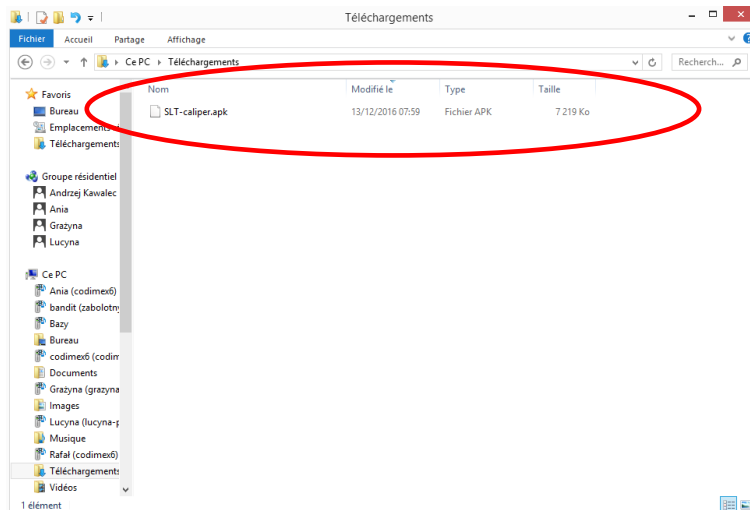 Téléchargements
Fichier Accueil Partage Affichage
Ce PC Téléchargements Recherch...
Nom Modifié le Type Taille
SLT-caliper.apk 13/12/2016 07:59 Fichier APK 7 219 Ko
Favoris
Bureau
Emplacements
Téléchargements
Groupe résidentiel
Andrzej Kawalec
Ania
Grażyna
Lucyna
Ce PC
Ania (codimex6)
bandit (zabolotny
Bazy
Bureau
codimex6 (codim
Documents
Grażyna (grazyna
Images
Lucyna (lucyna-p
Musique
Rafał (codimex6)
Téléchargements
Vidéos
1 élément